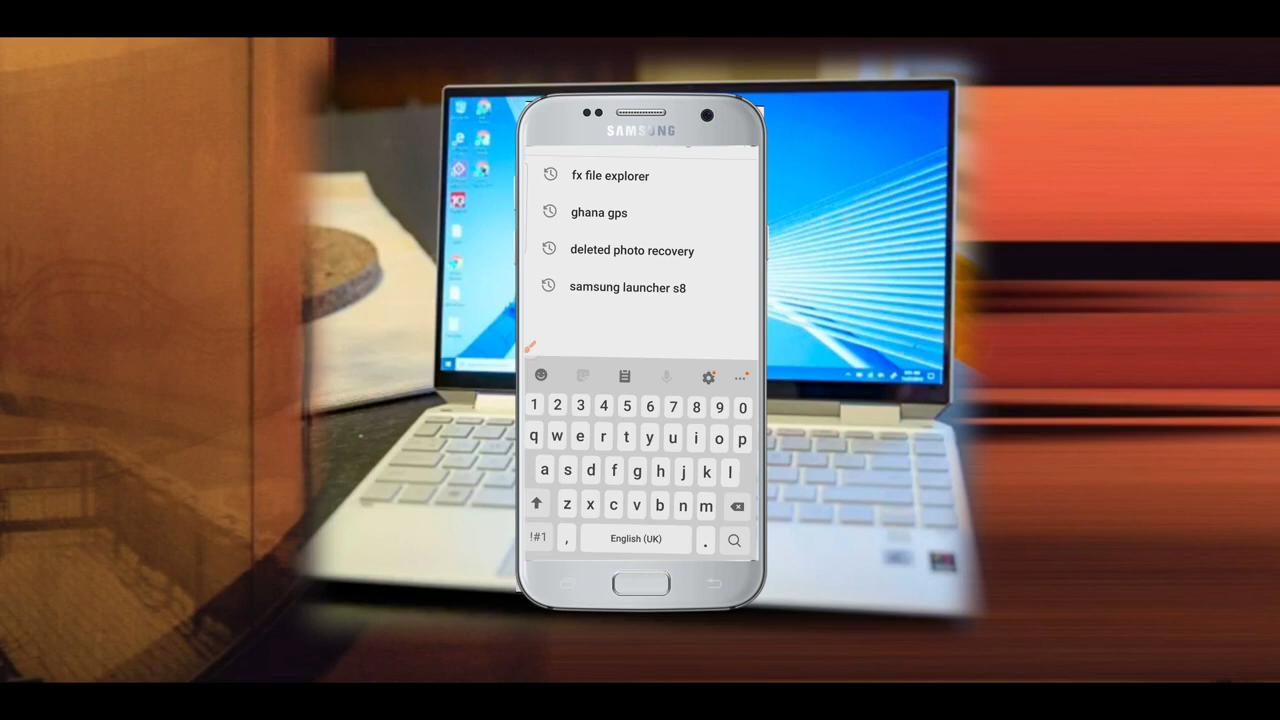 SAMSUNG
fx file explorer
ghana gps
deleted photo recovery
samsung launcher s8
1 2 3 4 5 6 7 8 9 0
q w e r t y u i o p
a s d f g h j k l
z x c v b n m
!#1 , English (UK) .